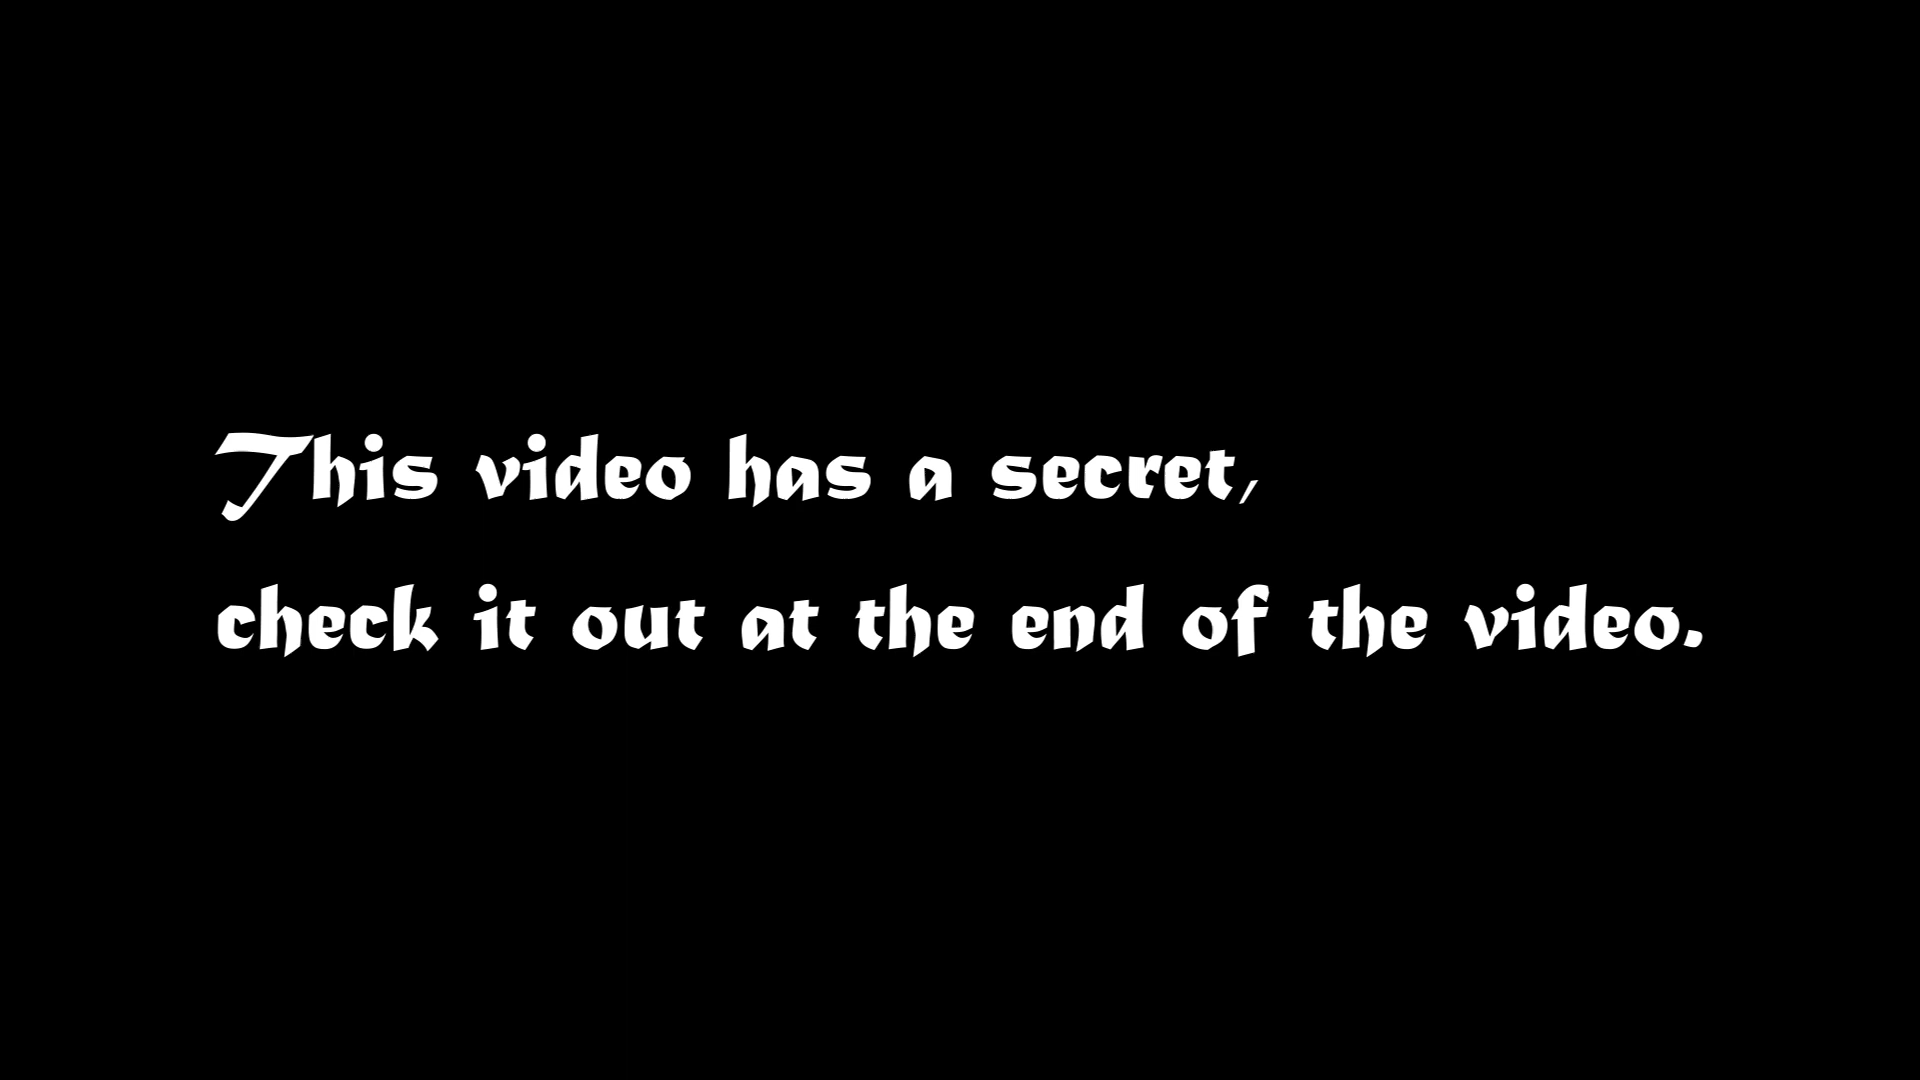 This video has a secret,
check it out at the end of the video.